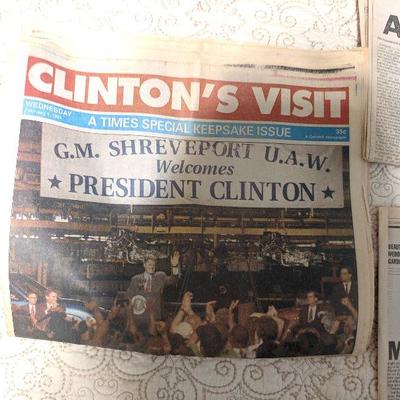 CLINTON'S VISIT
WEDNESDAY
A TIMES SPECIAL KEEPSAKE ISSUE
35¢
G.M. SHREVEPORT U.A.W.
Welcomes
★ PRESIDENT CLINTON ★
A
M